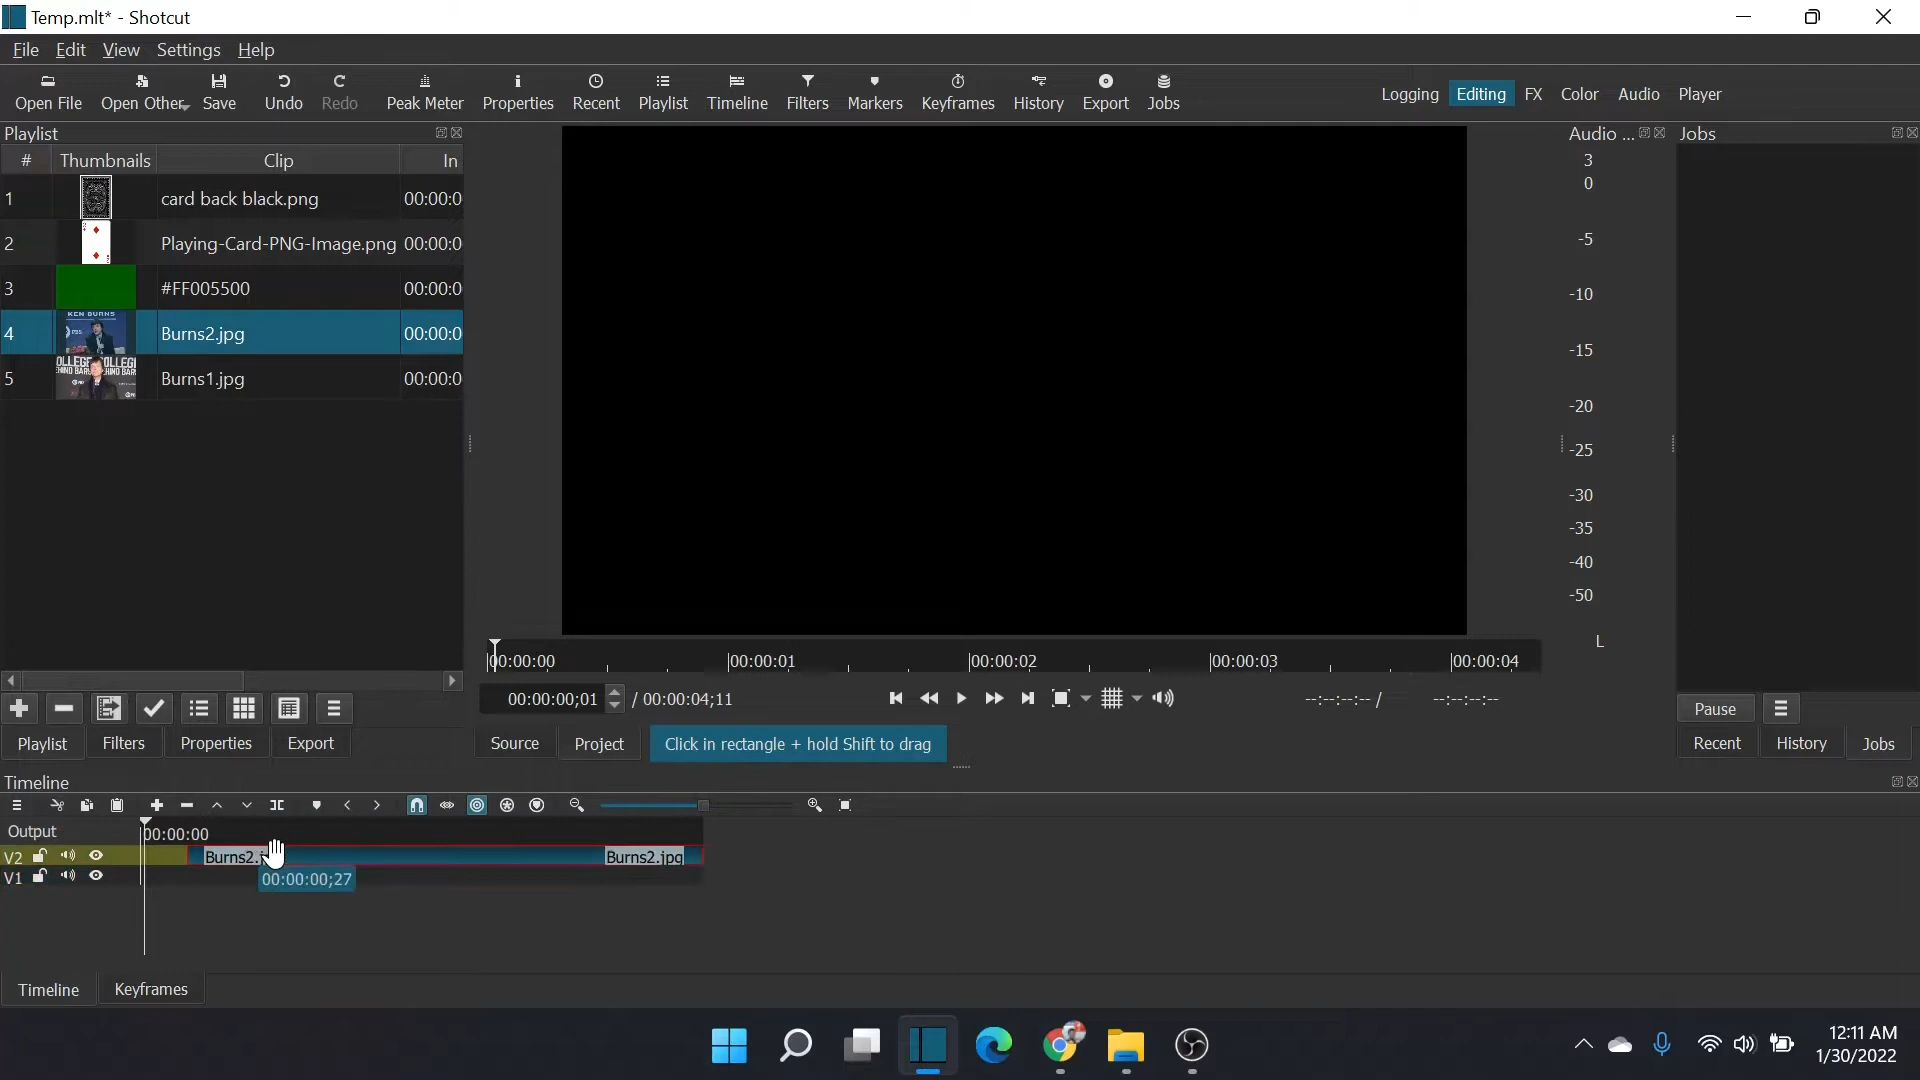 Temp.mlt* - Shotcut
File Edit View Settings Help
Open File Open Other Save Undo Redo Peak Meter Properties Recent Playlist Timeline Filters Markers Keyframes History Export Jobs Logging Editing FX Color Audio Player
Playlist
# Thumbnails Clip In
1 card back black.png 00:00:0
2 Playing-Card-PNG-Image.png 00:00:0
3 #FF005500 00:00:0
KEN BURNS
4 Burns2.jpg 00:00:0
5 Burns1.jpg 00:00:0
Audio ...
3
0
-5
-10
-15
-20
-25
-30
-35
-40
-50
L
Jobs
00:00:00 00:00:01 00:00:02 00:00:03 00:00:04
00:00:00;01 / 00:00:04;11 --:--:--:-- / --:--:--:--
Pause
Playlist Filters Properties Export
Source Project Click in rectangle + hold Shift to drag
Recent History Jobs
Timeline
Output 00:00:00
V2 Burns2.j Burns2.jpg
V1 00:00:00;27
Timeline Keyframes
12:11 AM
1/30/2022